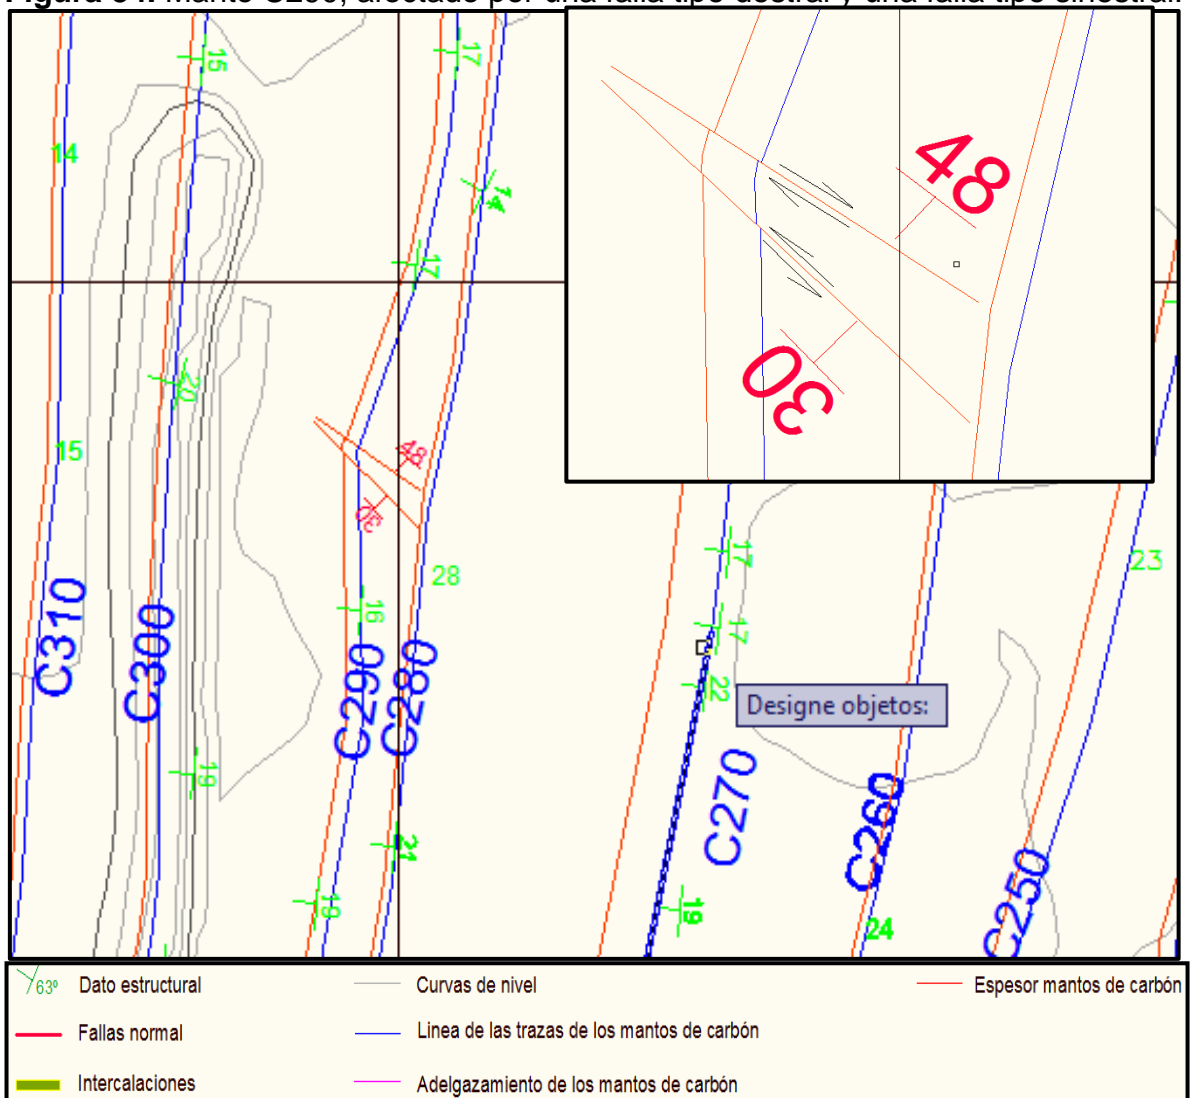 Manto afectado por una falla tipo destral y una falla tipo sinestral.
15
17
14
14
17
48
30
20
15
48
30
17
23
28
16
17
C310
C300
C290
C280
22
Designe objetos:
19
C270
C260
21
C250
19
19
24
63º Dato estructural
Curvas de nivel
Espesor mantos de carbón
Fallas normal
Linea de las trazas de los mantos de carbón
Intercalaciones
Adelgazamiento de los mantos de carbón